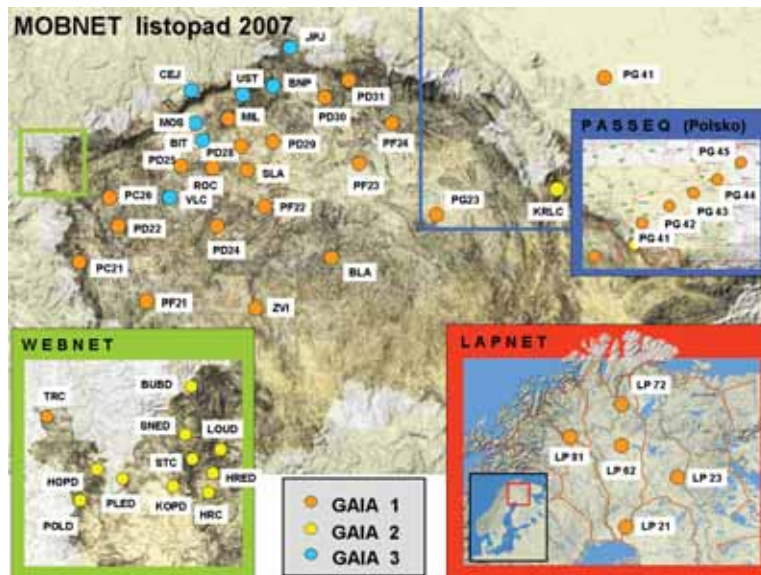 MOBNET listopad 2007
JPJ
CEJ
UST
BNP
PG 41
MOS
MIL
PD30
PD31
PASSEQ (Polsko)
BIT
PD28
PD29
PF24
PG 45
PD25
ROC
SLA
PF23
PG 44
PC26
VLC
PF22
PG23
KRLC
PG 43
PG 42
PD22
PD24
PG 41
PC21
BLA
PF21
ZVI
WEBNET
LAPNET
TRC
BUBD
LP 72
SNED
LOUD
LP 81
STC
HRED
LP 62
LP 23
HOPD
PLED
KOPD
HRC
POLD
LP 21
GAIA 1
GAIA 2
GAIA 3